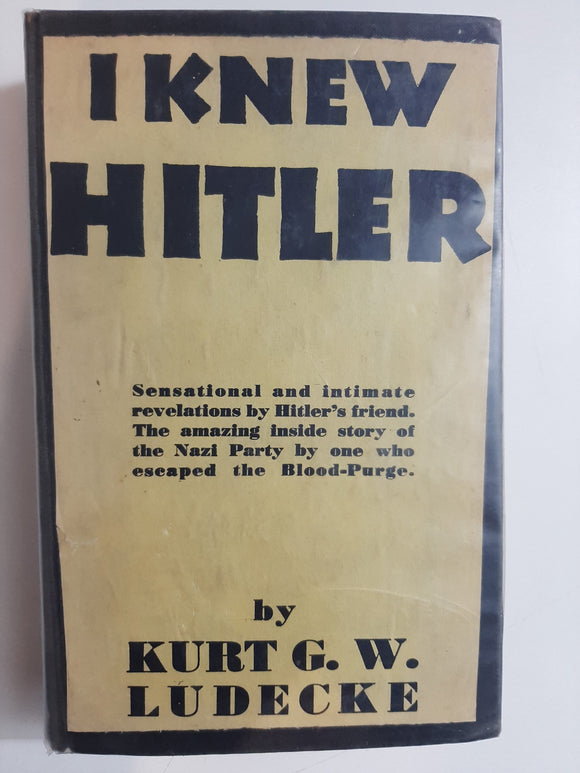 I KNEW
HITLER
Sensational and intimate
revelations by Hitler's friend.
The amazing inside story of
the Nazi Party by one who
escaped the Blood-Purge.
by
KURT G. W.
LUDECKE